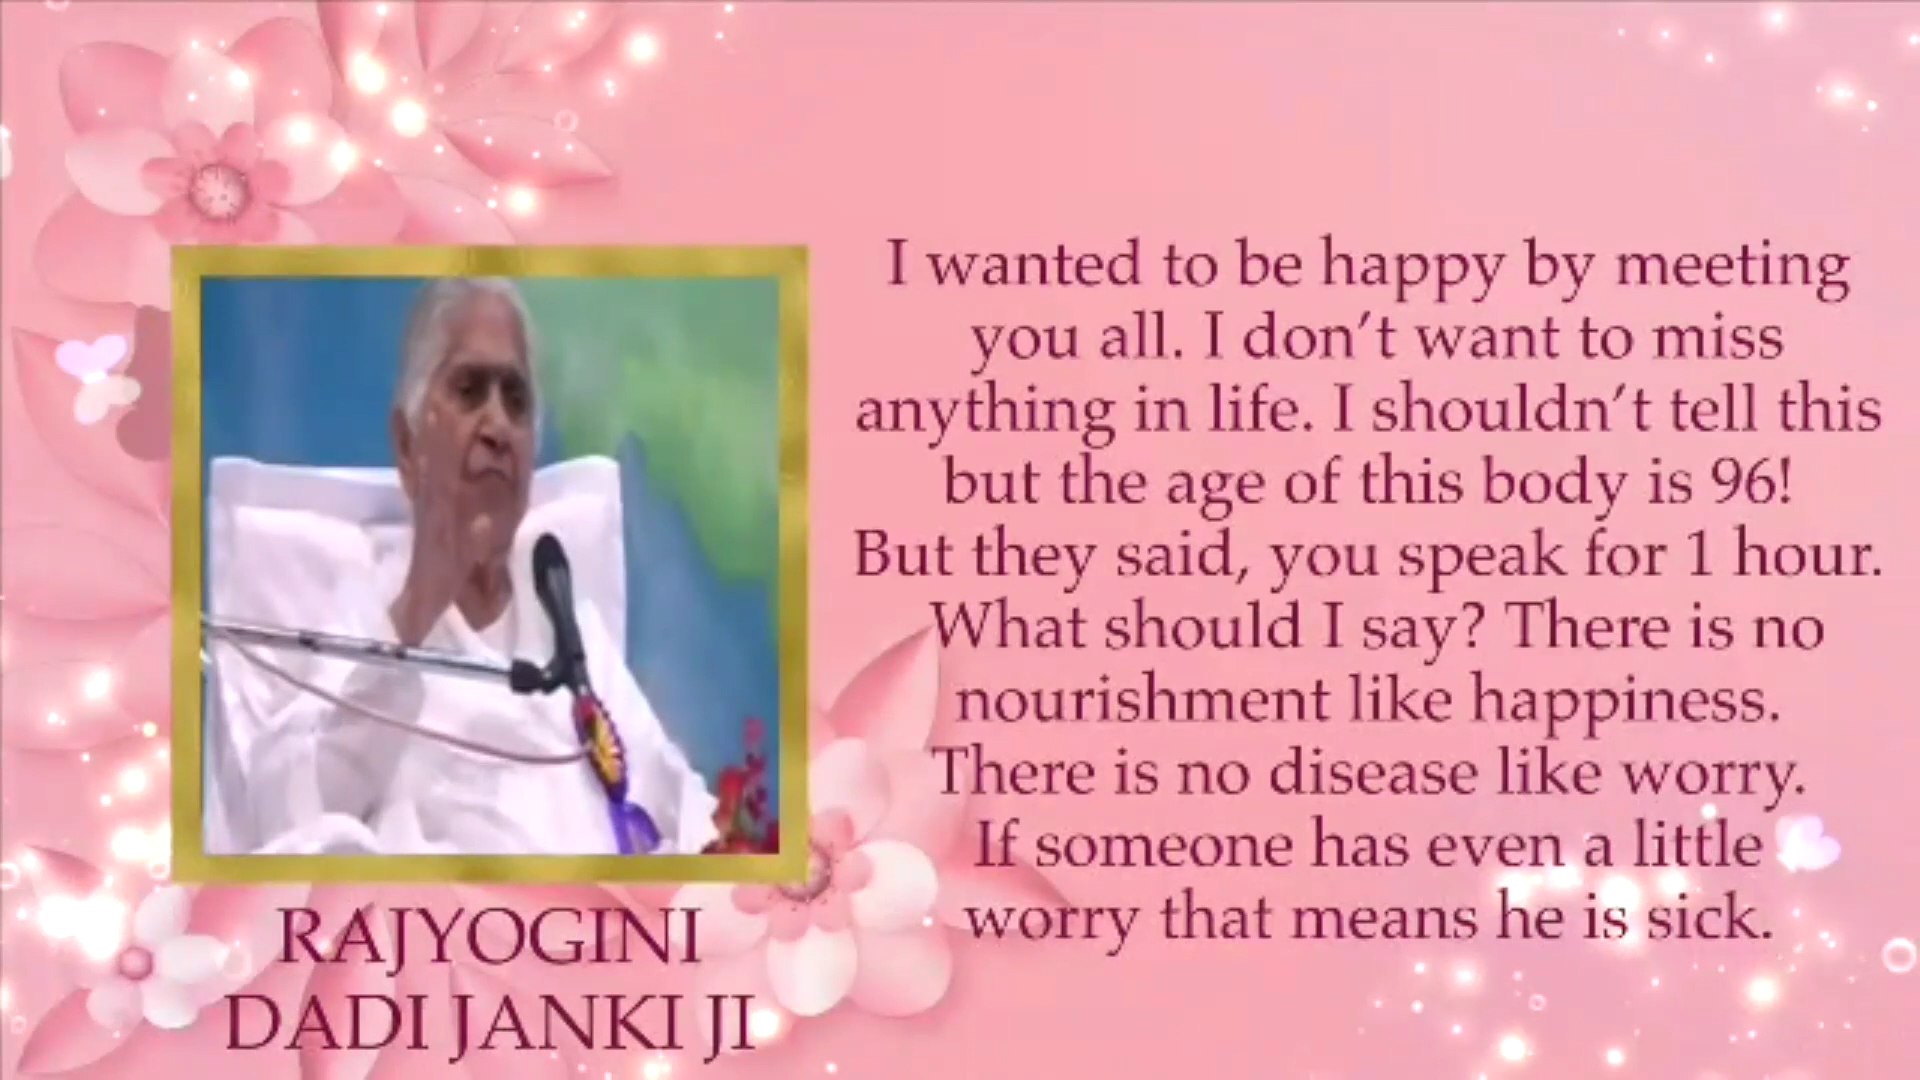 I wanted to be happy by meeting
you all. I don’t want to miss
anything in life. I shouldn’t tell this
but the age of this body is 96!
But they said, you speak for 1 hour.
What should I say? There is no
nourishment like happiness.
There is no disease like worry.
If someone has even a little
worry that means he is sick.
RAJYOGINI
DADI JANKI JI